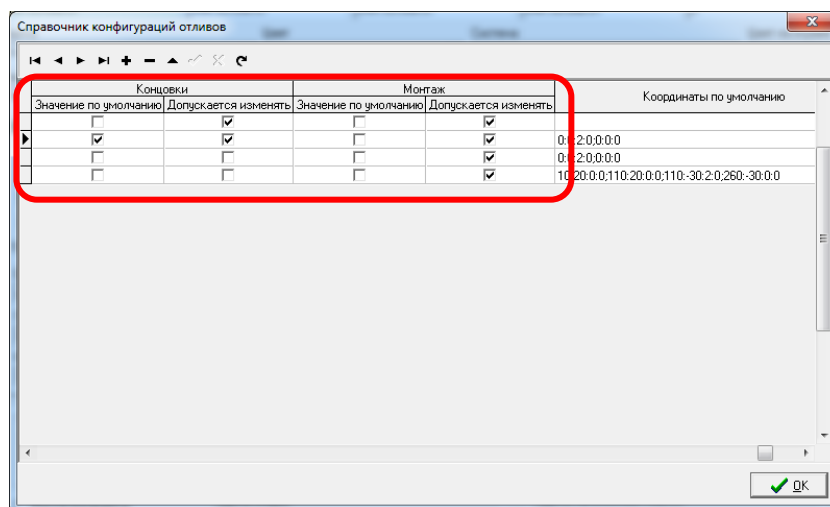 Справочник конфигураций отливов
Концовки Монтаж Координаты по умолчанию
Значение по умолчанию Допускается изменять Значение по умолчанию Допускается изменять
0:0:2:0;0:0:0
0:0:2:0;0:0:0
10:20:0:0;110:20:0:0;110:-30:2:0;260:-30:0:0
OK